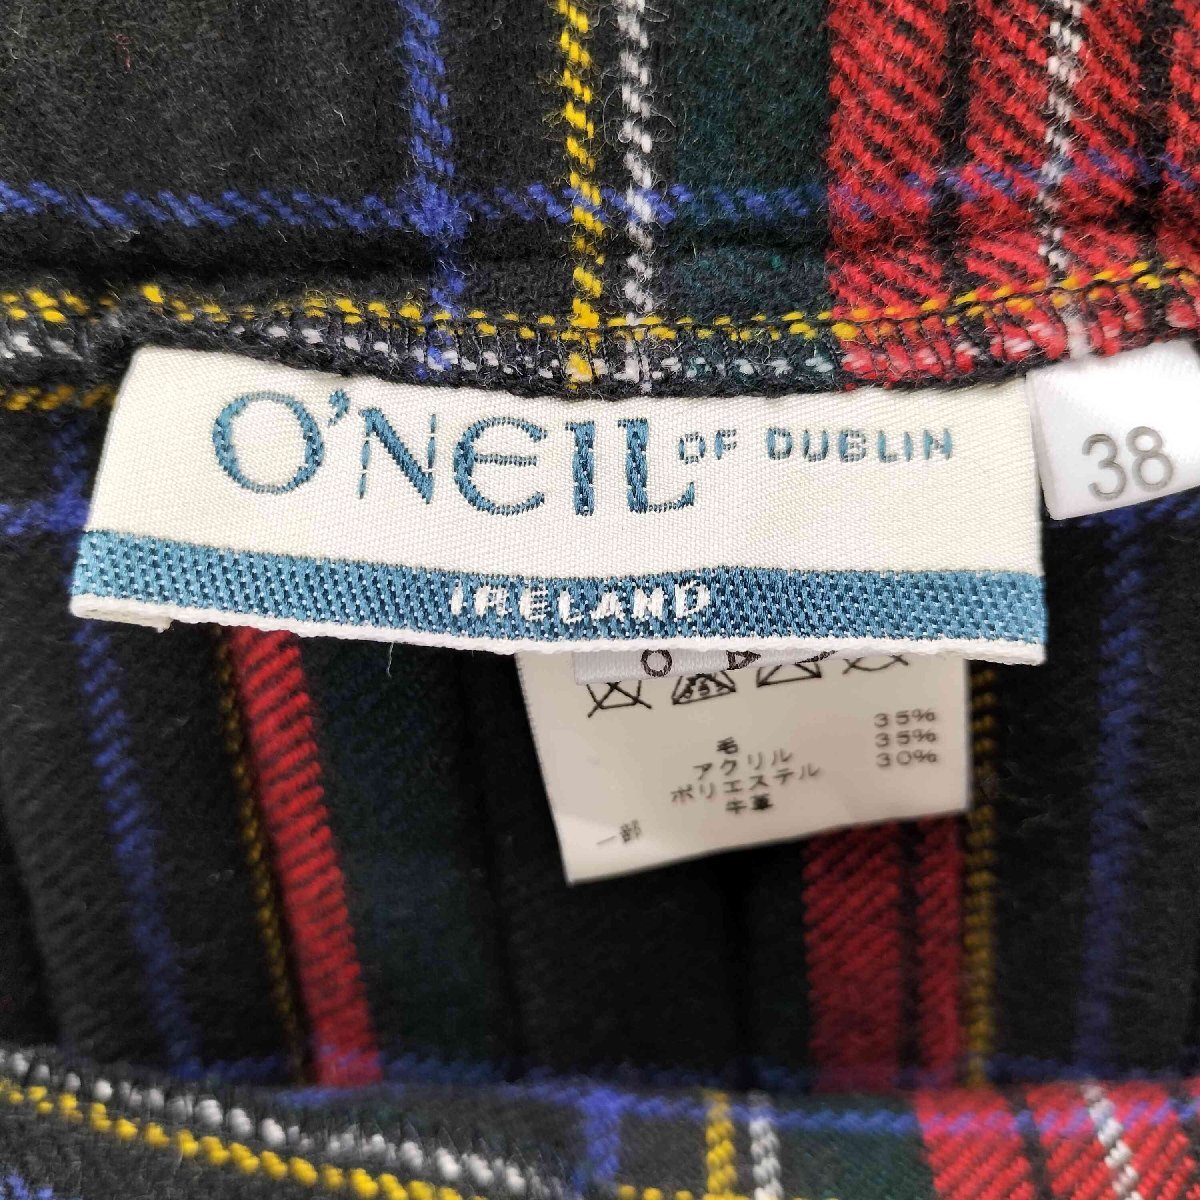 O'NEIL OF DUBLIN
IRELAND
38
毛 35%
アクリル 35%
ポリエステル 30%
牛革
一部